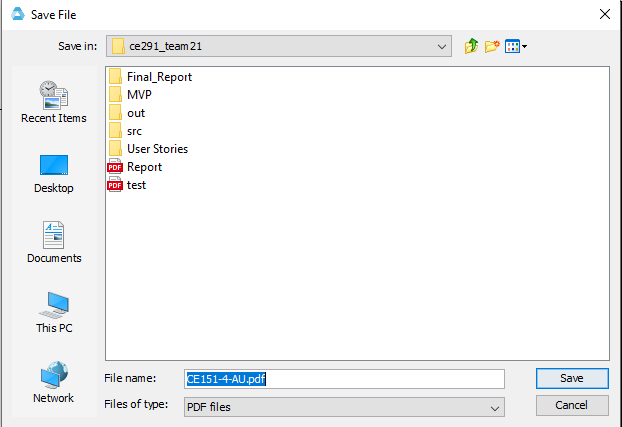 Save File
Save in:
ce291_team21
Recent Items
Desktop
Documents
This PC
Network
Final_Report
MVP
out
src
User Stories
PDF Report
PDF test
File name:
CE151-4-AU.pdf
Save
Files of type:
PDF files
Cancel